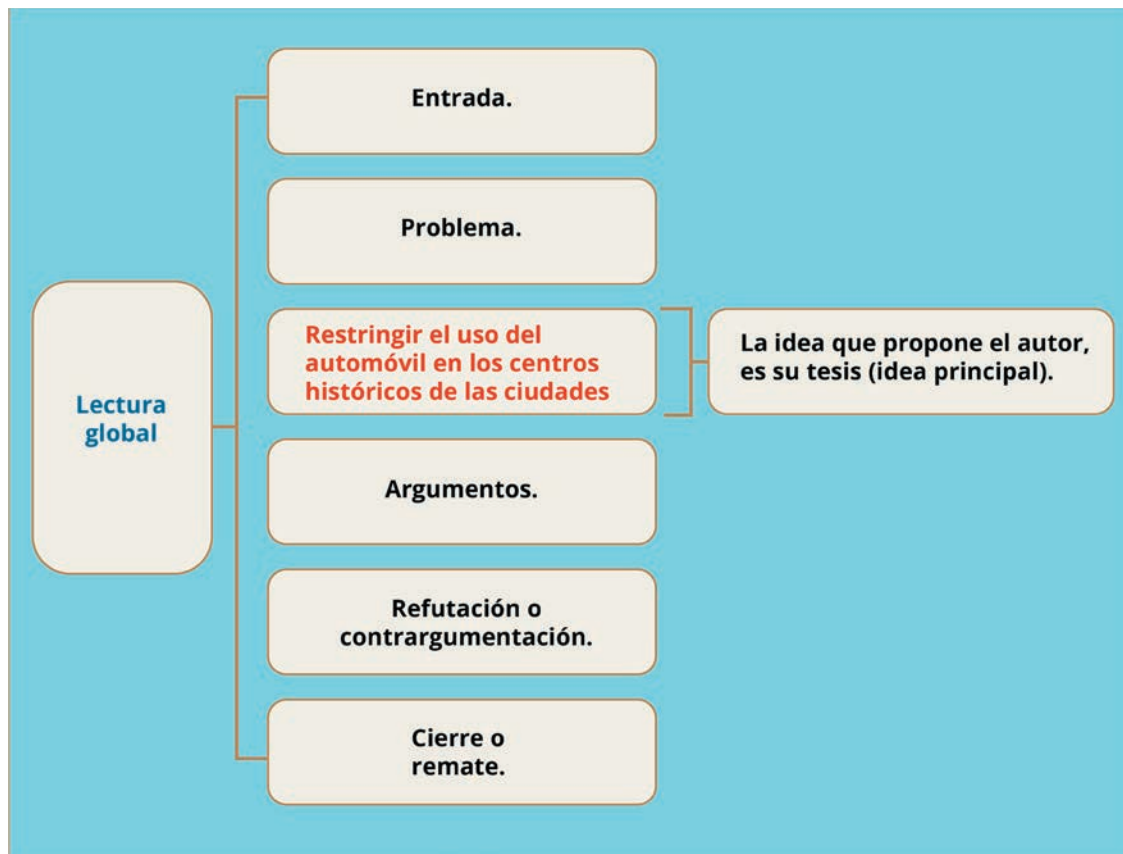 Entrada.
Problema.
Restringir el uso del
automóvil en los centros
históricos de las ciudades
La idea que propone el autor,
es su tesis (idea principal).
Lectura
global
Argumentos.
Refutación o
contrargumentación.
Cierre o
remate.